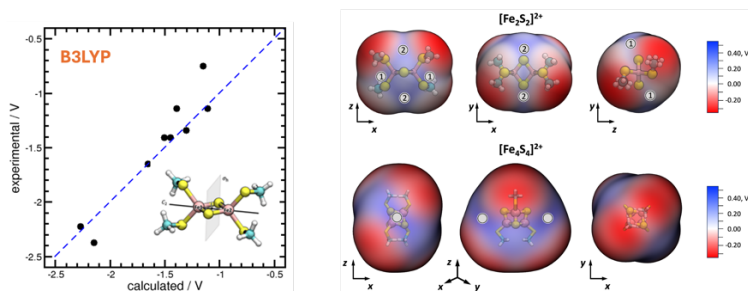 B3LYP
experimental / V
-0.5
-1
-1.5
-2
-2.5
-2.5
-2
-1.5
-1
-0.5
calculated / V
[Fe₂S₂]²⁺
2
1
1
2
z
x
2
2
y
x
1
1
z
y
0.40, V
0.20
0.00
-0.20
[Fe₄S₄]²⁺
z
x
z
x
y
y
x
0.40, V
0.20
0.00
-0.20